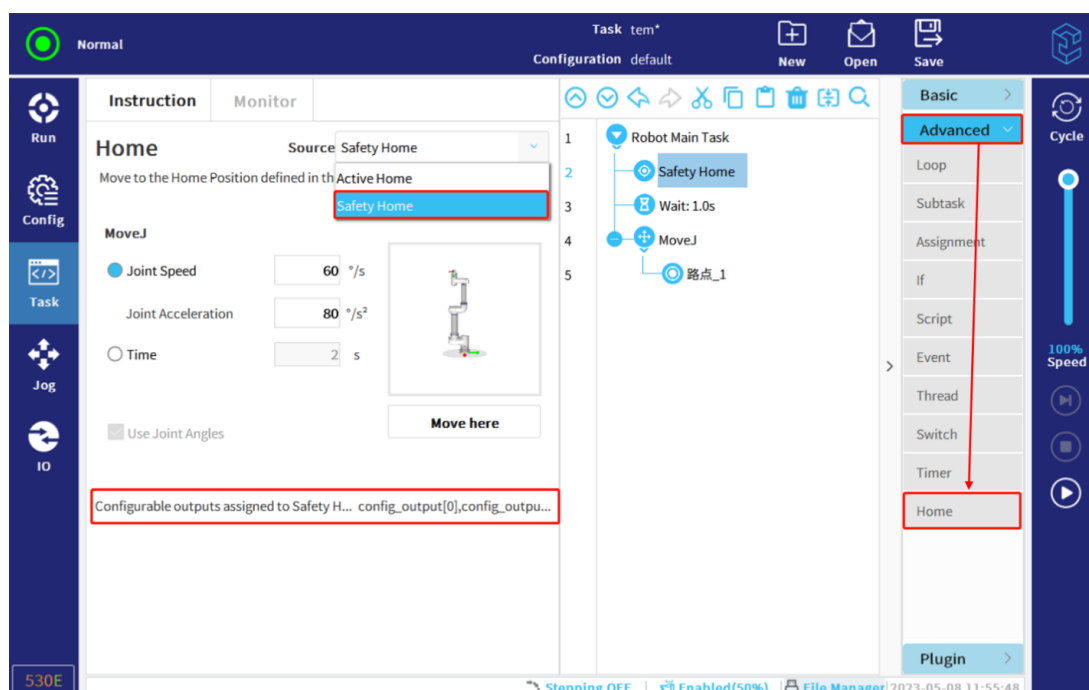 Normal
Task tem*
Configuration default
New
Open
Save
Run
Config
Task
Jog
IO
530E
Instruction
Monitor
Home
Source Safety Home
Move to the Home Position defined in th
Active Home
Safety Home
MoveJ
Joint Speed 60 °/s
Joint Acceleration 80 °/s²
Time 2 s
Move here
Use Joint Angles
Configurable outputs assigned to Safety H... config_output[0],config_outpu...
1 Robot Main Task
2 Safety Home
3 Wait: 1.0s
4 MoveJ
5 路点_1
Basic
Advanced
Loop
Subtask
Assignment
If
Script
Event
Thread
Switch
Timer
Home
Plugin
Cycle
100%
Speed
Stepping OFF
Enabled(50%)
File Manager
2023-05-08 11:55:48